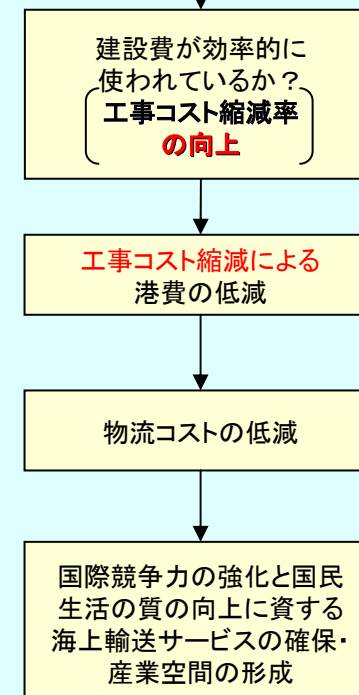 建設費が効率的に
使われているか？
工事コスト縮減率
の向上
工事コスト縮減による
港費の低減
物流コストの低減
国際競争力の強化と国民
生活の質の向上に資する
海上輸送サービスの確保・
産業空間の形成